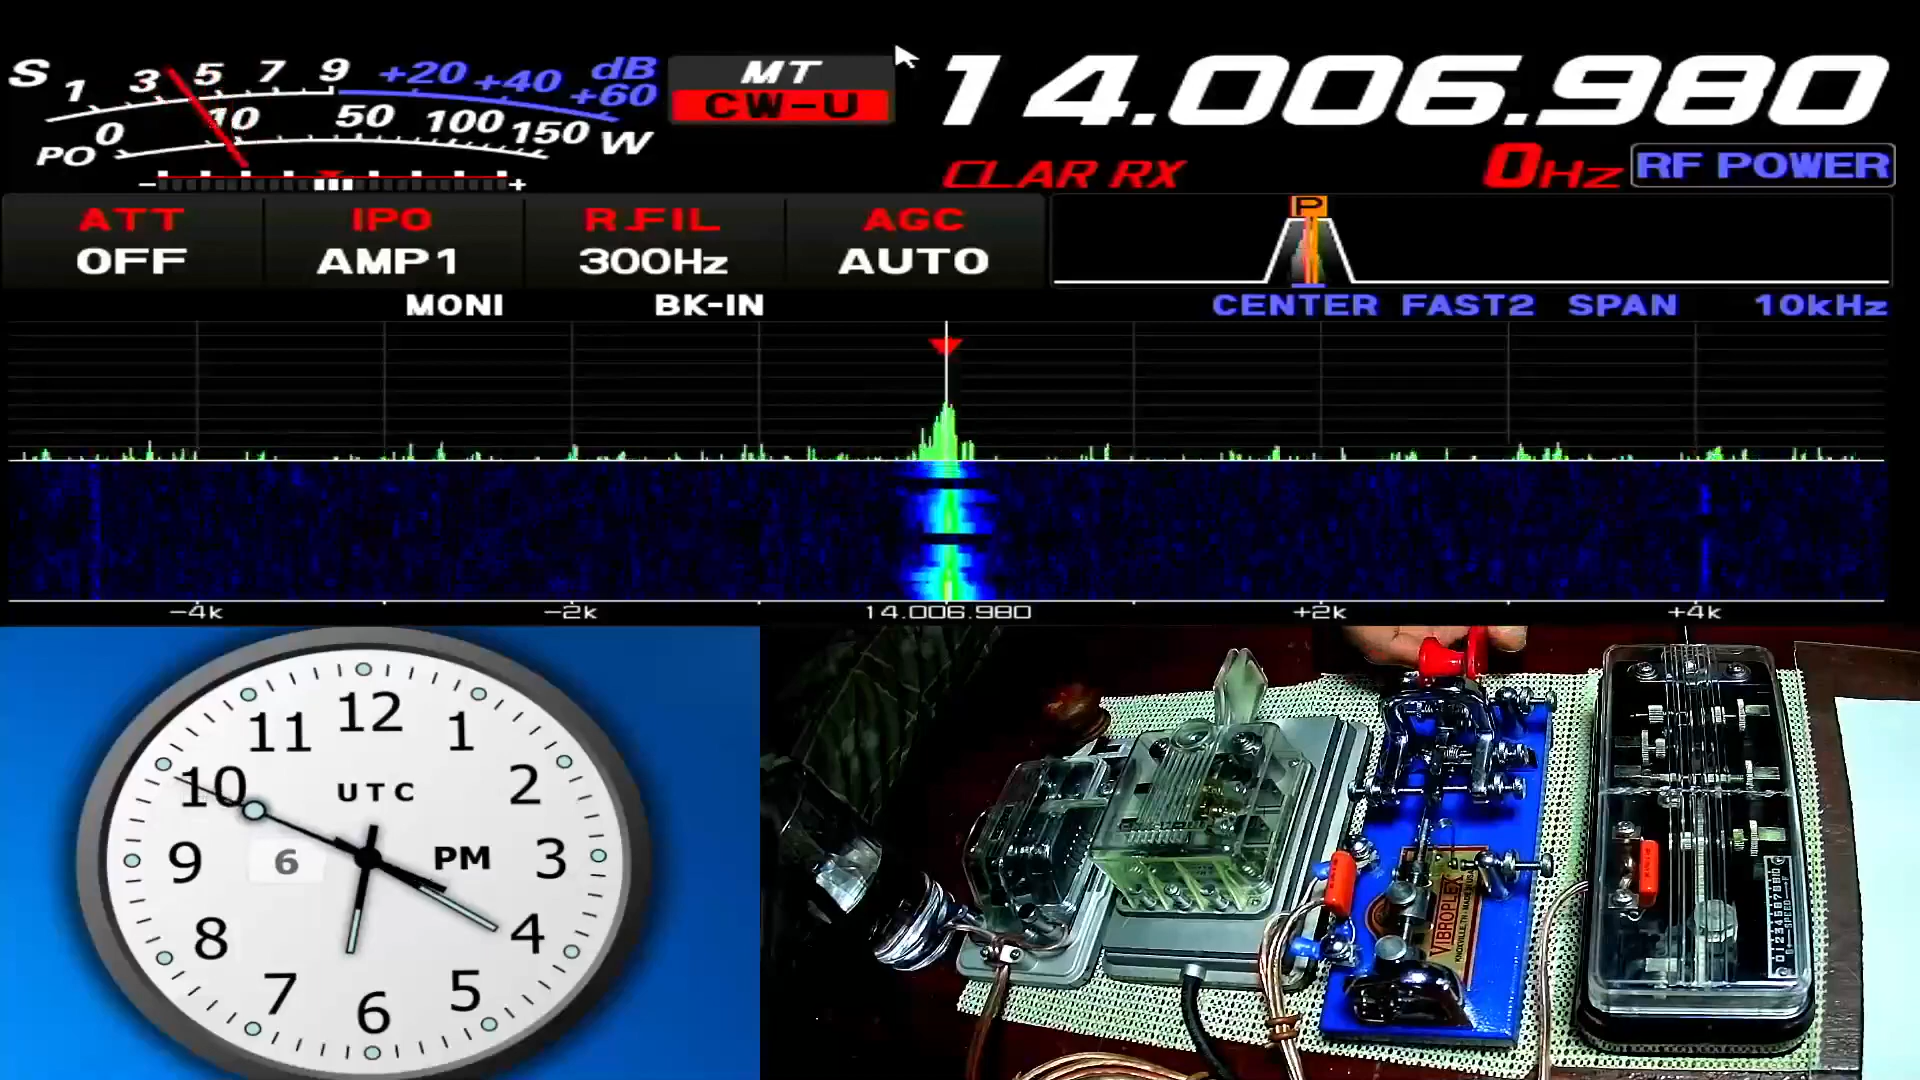 S 1 3 5 7 9 +20 +40 +60 dB
PO 0 10 50 100 150 W
- +
MT
CW-U
14.006.980
CLAR RX 0Hz RF POWER
ATT IPO R.FIL AGC
OFF AMP1 300Hz AUTO
P
MONI BK-IN
CENTER FAST2 SPAN 10kHz
-4k -2k 14.006.980 +2k +4k
12
11 1
10 2
UTC
9 6 PM 3
8 4
7 5
6
VIBROPLEX
SPEED